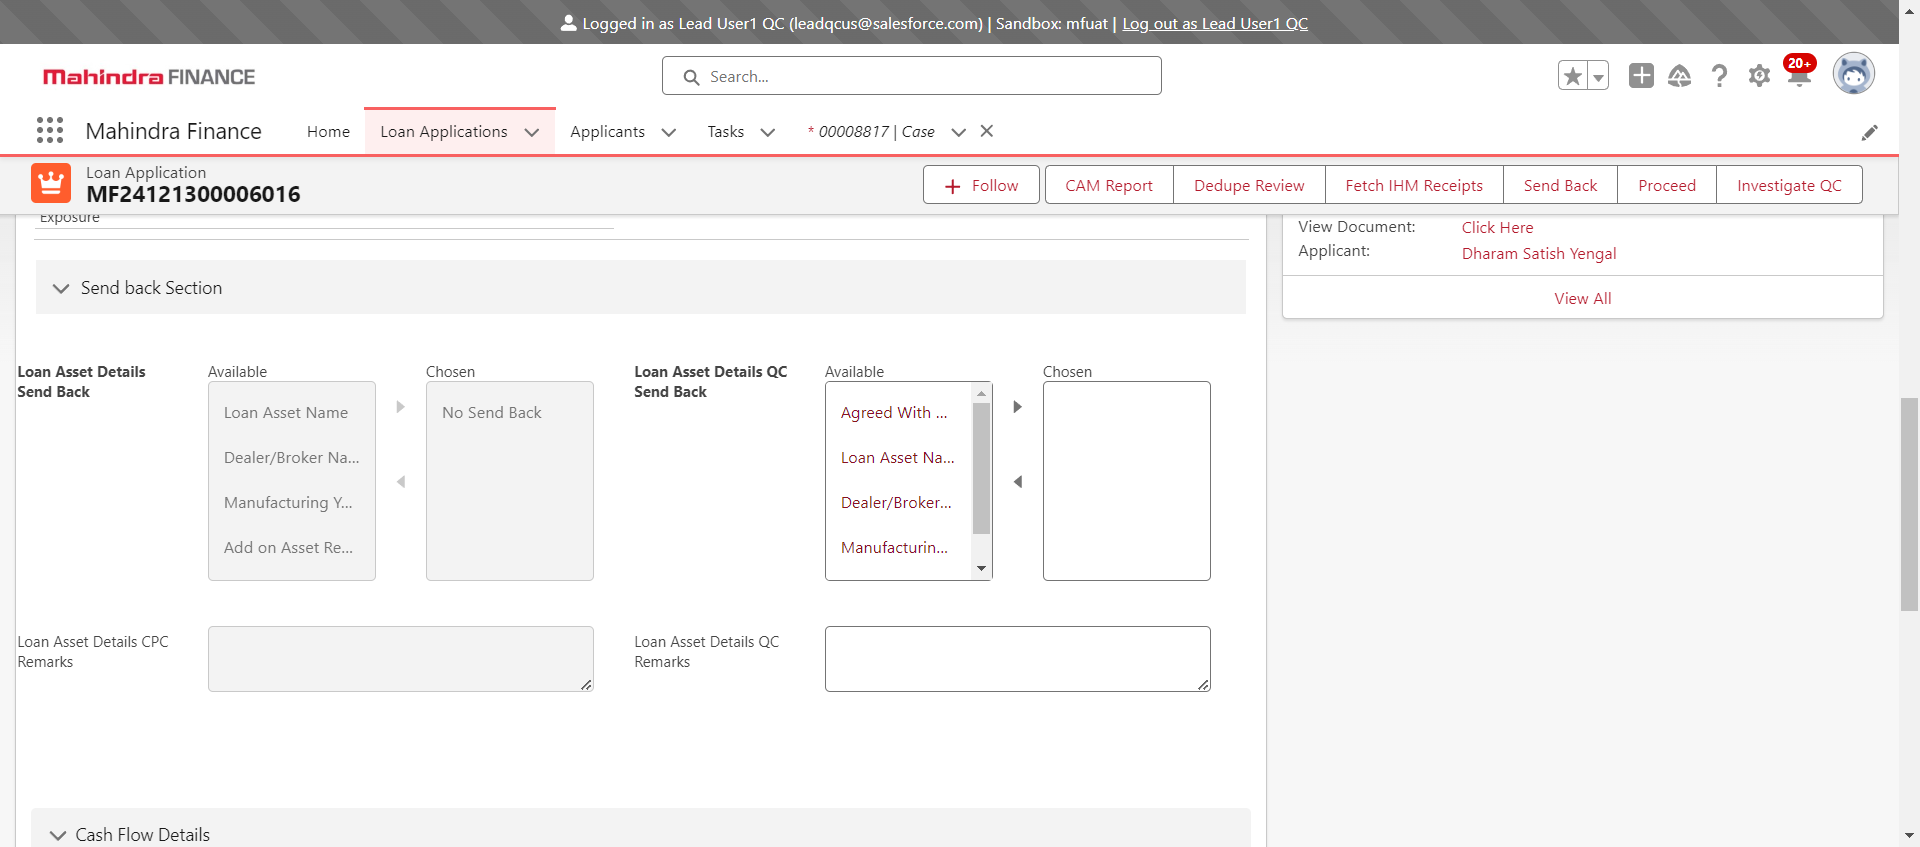 Logged in as Lead User1 QC (leadqcus@salesforce.com) | Sandbox: mfuat | Log out as Lead User1 QC
Mahindra FINANCE
Search...
20+
Mahindra Finance
Home
Loan Applications
Applicants
Tasks
* 00008817 | Case
Loan Application
MF24121300006016
Follow
CAM Report
Dedupe Review
Fetch IHM Receipts
Send Back
Proceed
Investigate QC
Exposure
View Document:
Click Here
Applicant:
Dharam Satish Yengal
View All
Send back Section
Loan Asset Details
Send Back
Available
Loan Asset Name
Dealer/Broker Na...
Manufacturing Y...
Add on Asset Re...
Chosen
No Send Back
Loan Asset Details QC
Send Back
Available
Agreed With ...
Loan Asset Na...
Dealer/Broker...
Manufacturin...
Chosen
Loan Asset Details CPC
Remarks
Loan Asset Details QC
Remarks
Cash Flow Details